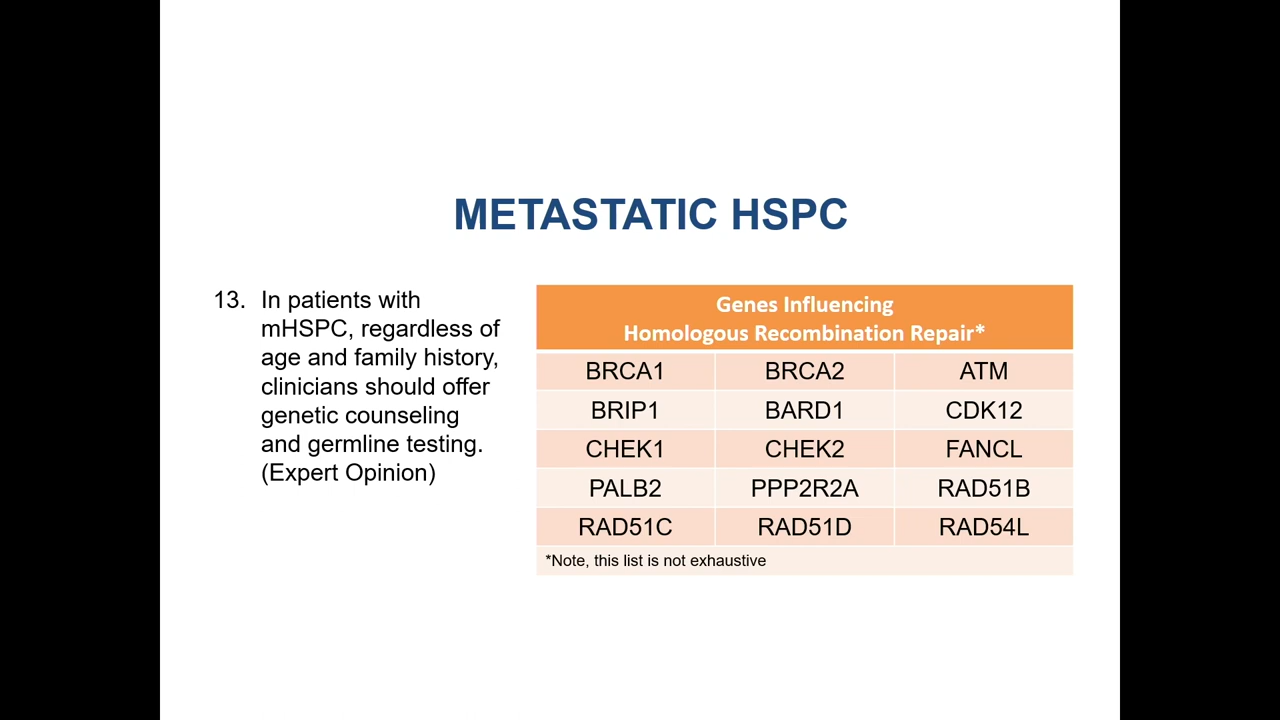 METASTATIC HSPC
13. In patients with
mHSPC, regardless of
age and family history,
clinicians should offer
genetic counseling
and germline testing.
(Expert Opinion)
Genes Influencing
Homologous Recombination Repair*
BRCA1 BRCA2 ATM
BRIP1 BARD1 CDK12
CHEK1 CHEK2 FANCL
PALB2 PPP2R2A RAD51B
RAD51C RAD51D RAD54L
*Note, this list is not exhaustive